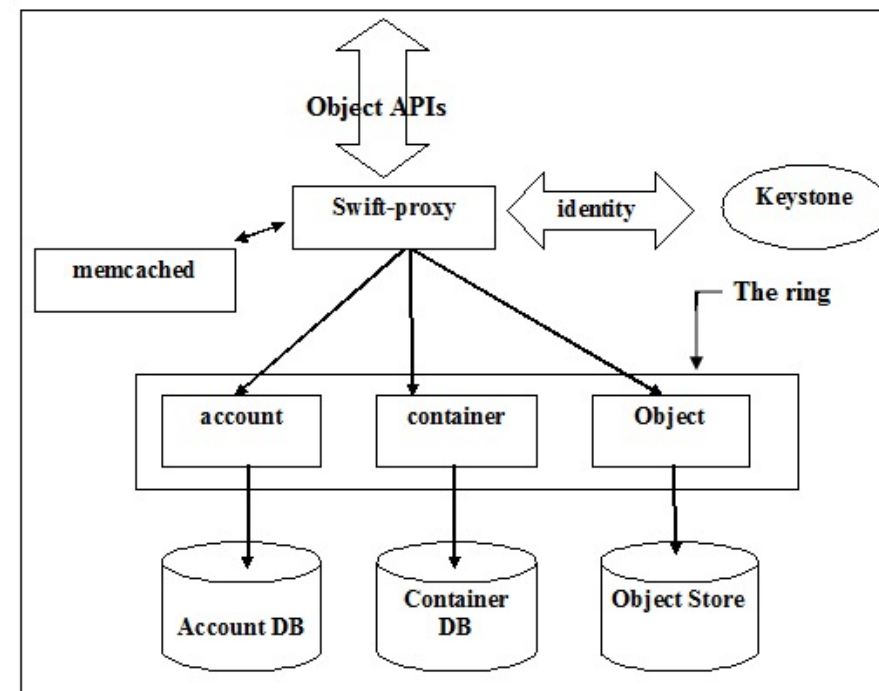 Object APIs
Swift-proxy
identity
Keystone
memcached
The ring
account
container
Object
Account DB
Container
DB
Object Store